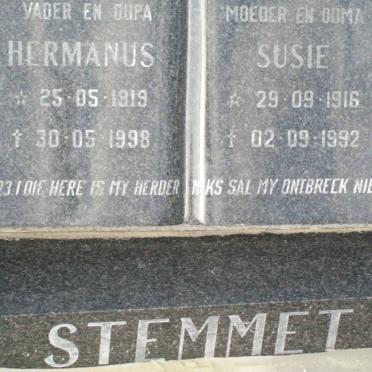 VADER EN OUPA
HERMANUS
☆ 25·05·1919
† 30·05·1998
MOEDER EN OUMA
SUSIE
☆ 29·09·1916
† 02·09·1992
23:1 DIE HERE IS MY HERDER NIKS SAL MY ONTBREEK NIE
STEMMET